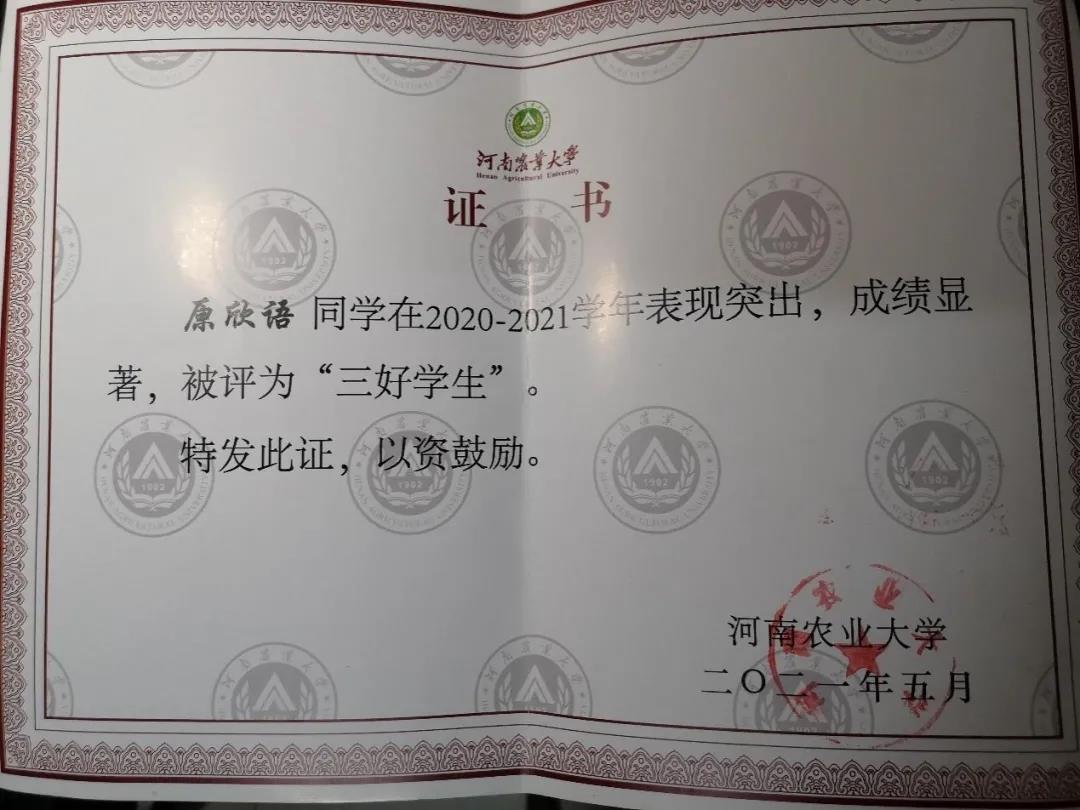 河南农业大学
Henan Agricultural University
证 书
原欣语 同学在2020-2021学年表现突出，成绩显
著，被评为“三好学生”。
特发此证，以资鼓励。
河南农业大学
二〇二一年五月